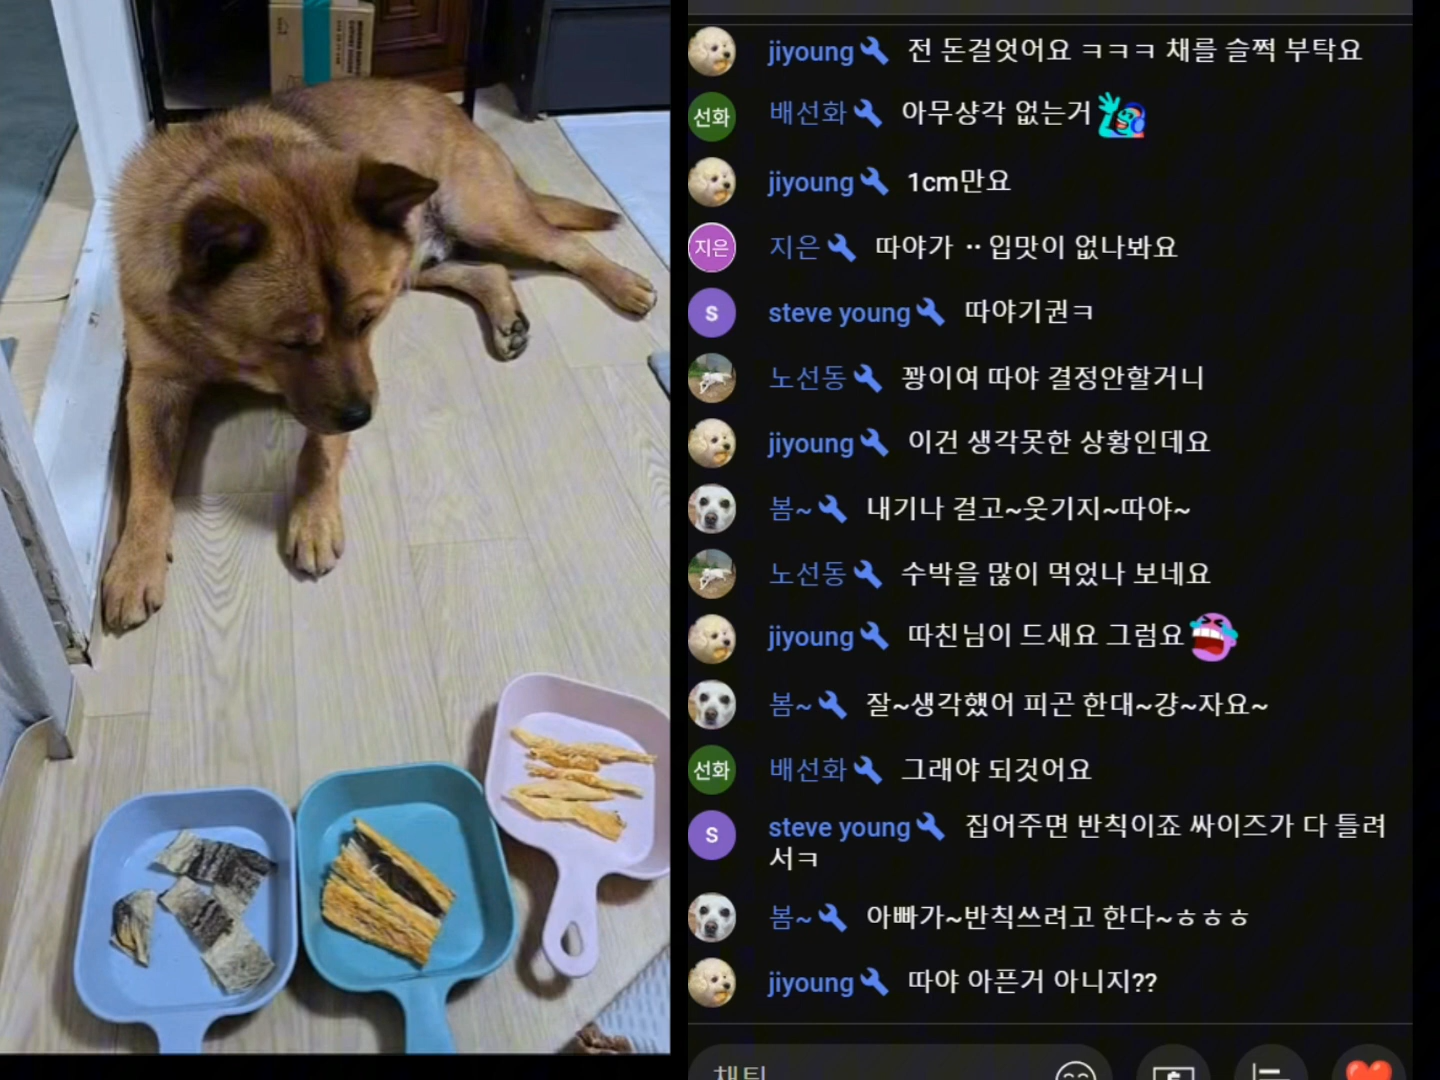 jiyoung 전 돈걸엇어요 ㅋㅋㅋ 채를 슬쩍 부탁요
선화 배선화 아무샹각 없는거
jiyoung 1cm만요
지은 지은 따야가 ·· 입맛이 없나봐요
S steve young 따야기권ㅋ
노선동 꽝이여 따야 결정안할거니
jiyoung 이건 생각못한 상황인데요
봄~ 내기나 걸고~웃기지~따야~
노선동 수박을 많이 먹었나 보네요
jiyoung 따친님이 드새요 그럼요
봄~ 잘~생각했어 피곤 한대~걍~자요~
선화 배선화 그래야 되것어요
S steve young 집어주면 반칙이죠 싸이즈가 다 틀려
서ㅋ
봄~ 아빠가~반칙쓰려고 한다~ㅎㅎㅎ
jiyoung 따야 아픈거 아니지??
채팅